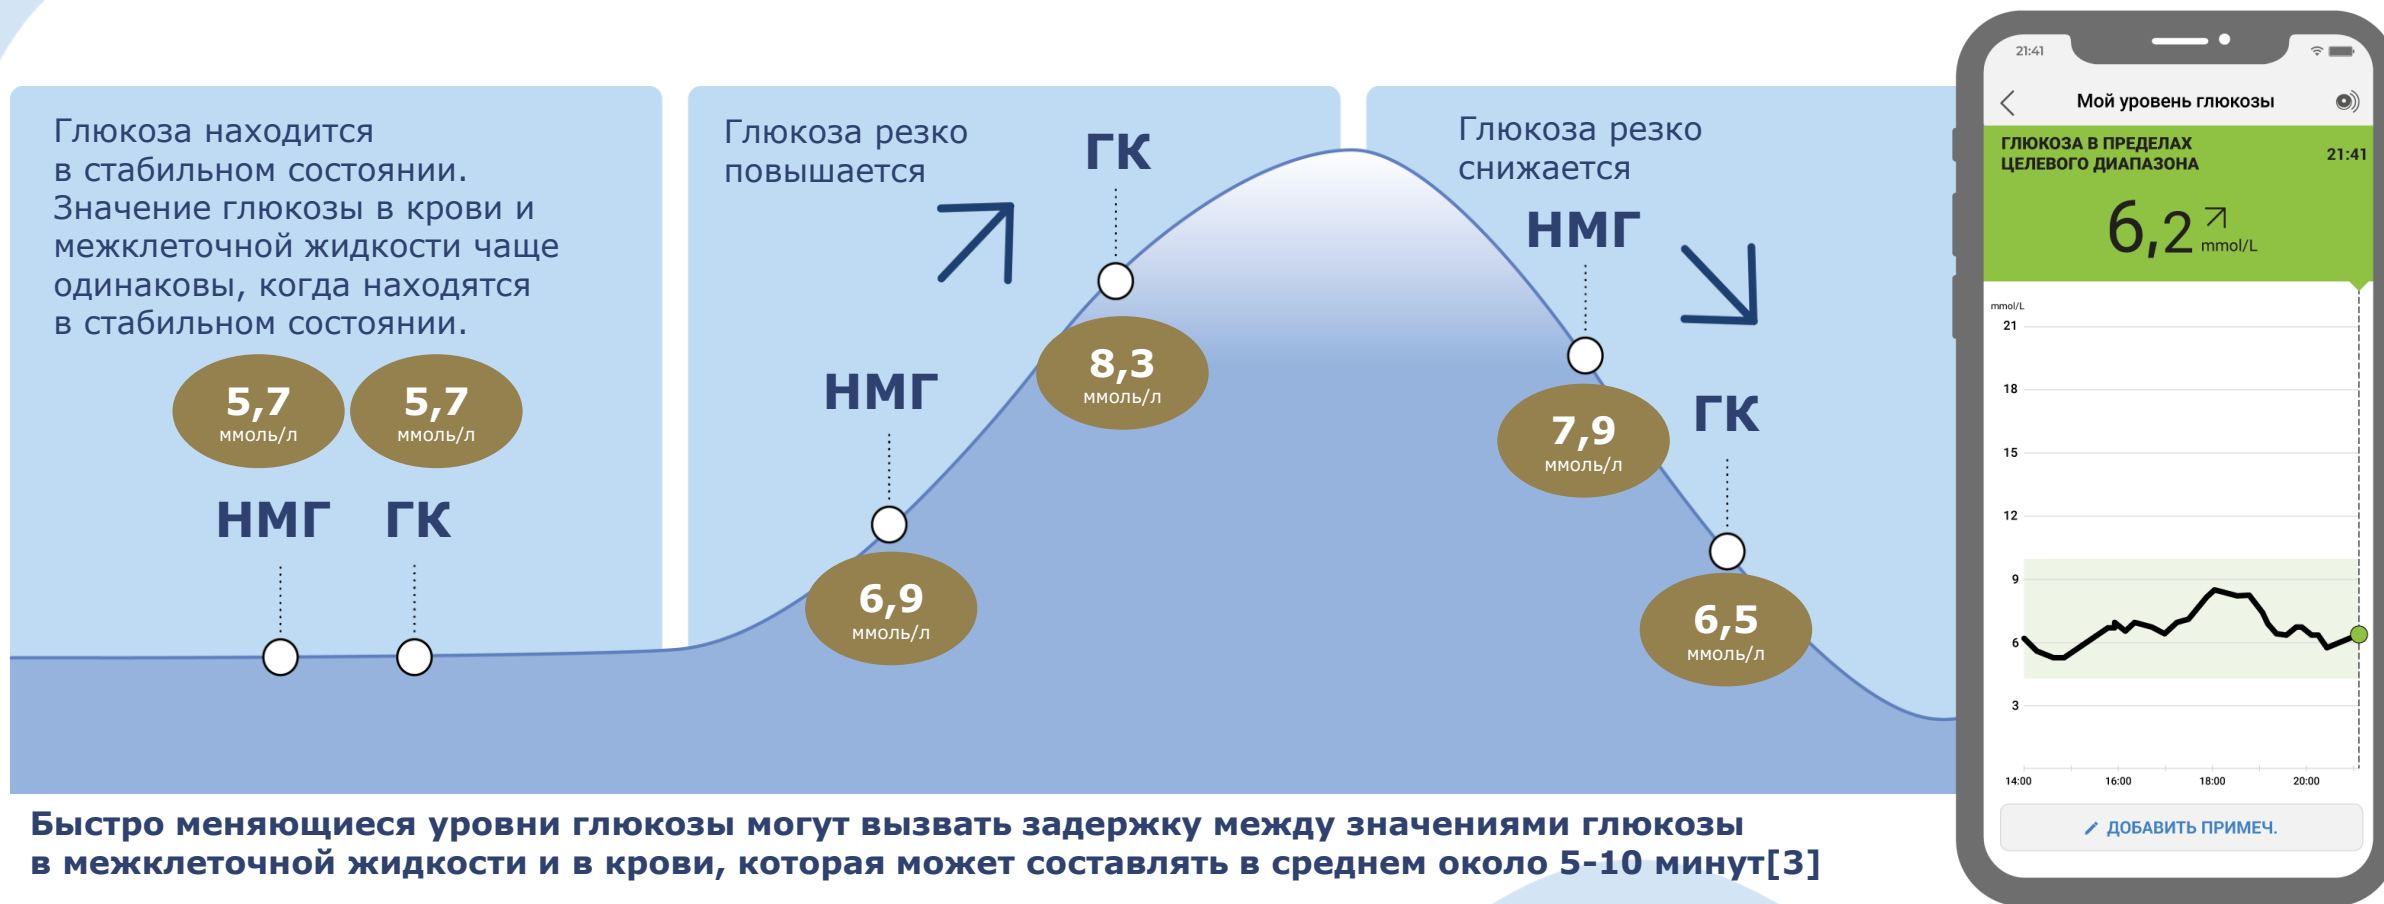 Глюкоза находится
в стабильном состоянии.
Значение глюкозы в крови и
межклеточной жидкости чаще
одинаковы, когда находятся
в стабильном состоянии.
5,7
ммоль/л
5,7
ммоль/л
НМГ
ГК
Глюкоза резко
повышается
ГК
8,3
ммоль/л
НМГ
6,9
ммоль/л
Глюкоза резко
снижается
НМГ
7,9
ммоль/л
ГК
6,5
ммоль/л
Быстро меняющиеся уровни глюкозы могут вызвать задержку между значениями глюкозы
в межклеточной жидкости и в крови, которая может составлять в среднем около 5-10 минут[3]
21:41
Мой уровень глюкозы
ГЛЮКОЗА В ПРЕДЕЛАХ
ЦЕЛЕВОГО ДИАПАЗОНА
21:41
6,2
mmol/L
mmol/L
21
18
15
12
9
6
3
14:00 16:00 18:00 20:00
ДОБАВИТЬ ПРИМЕЧ.